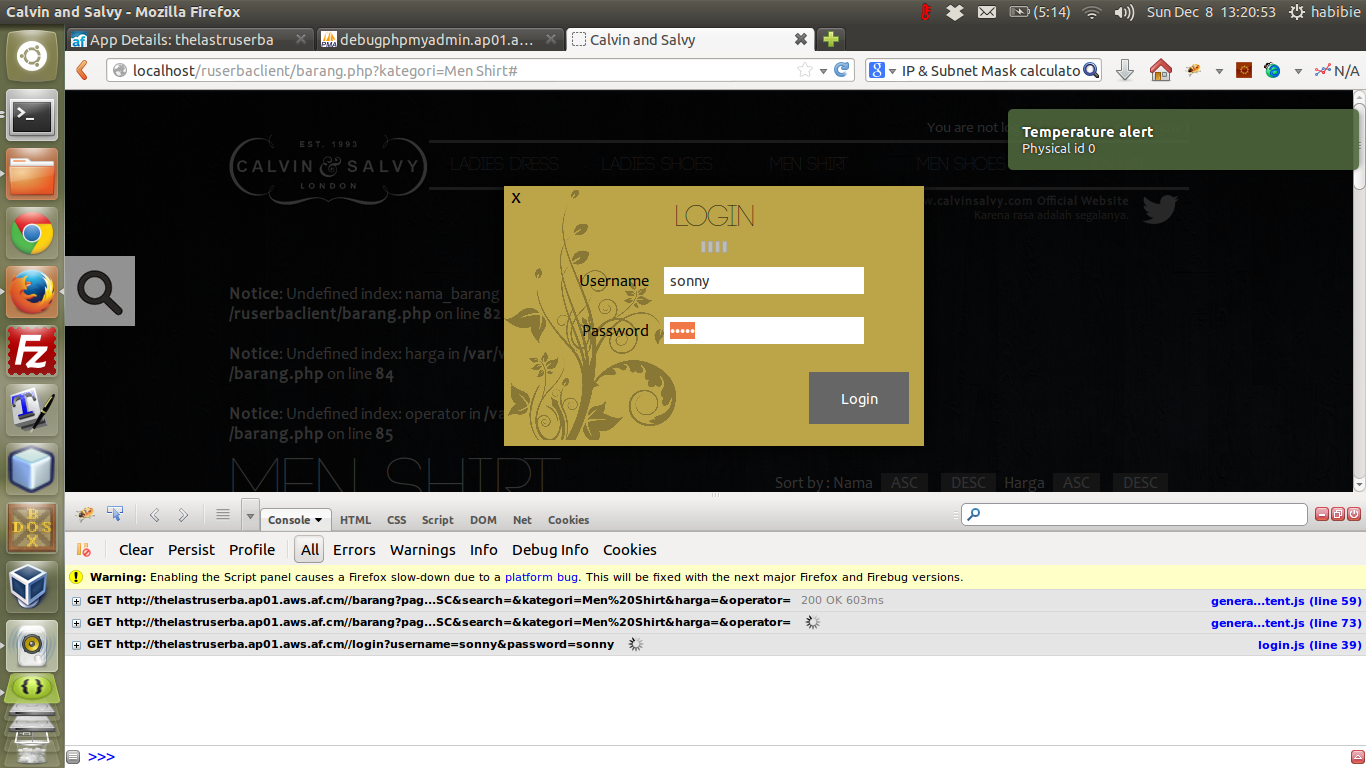 Calvin and Salvy - Mozilla Firefox
(5:14)
Sun Dec 8 13:20:53
habibie
App Details: thelastruserba
debugphpmyadmin.ap01.a...
Calvin and Salvy
localhost/ruserbaclient/barang.php?kategori=Men Shirt#
IP & Subnet Mask calculato
N/A
You are not lo
Temperature alert
Physical id 0
EST. 1993
CALVIN & SALVY
LONDON
LADIES DRESS
LADIES SHOES
MEN SHIRT
MEN SHOES
w.calvinsalvy.com Official Website
Karena rasa adalah segalanya.
X
LOGIN
Username
sonny
Password
•••••
Login
Notice: Undefined index: nama_barang
/ruserbaclient/barang.php on line 82
Notice: Undefined index: harga in /var/w
/barang.php on line 84
Notice: Undefined index: operator in /va
/barang.php on line 85
MEN SHIRT
Sort by : Nama ASC DESC Harga ASC DESC
Console HTML CSS Script DOM Net Cookies
Clear Persist Profile All Errors Warnings Info Debug Info Cookies
Warning: Enabling the Script panel causes a Firefox slow-down due to a platform bug. This will be fixed with the next major Firefox and Firebug versions.
GET http://thelastruserba.ap01.aws.af.cm//barang?pag...SC&search=&kategori=Men%20Shirt&harga=&operator= 200 OK 603ms genera...tent.js (line 59)
GET http://thelastruserba.ap01.aws.af.cm//barang?pag...SC&search=&kategori=Men%20Shirt&harga=&operator= genera...tent.js (line 73)
GET http://thelastruserba.ap01.aws.af.cm//login?username=sonny&password=sonny login.js (line 39)
>>>